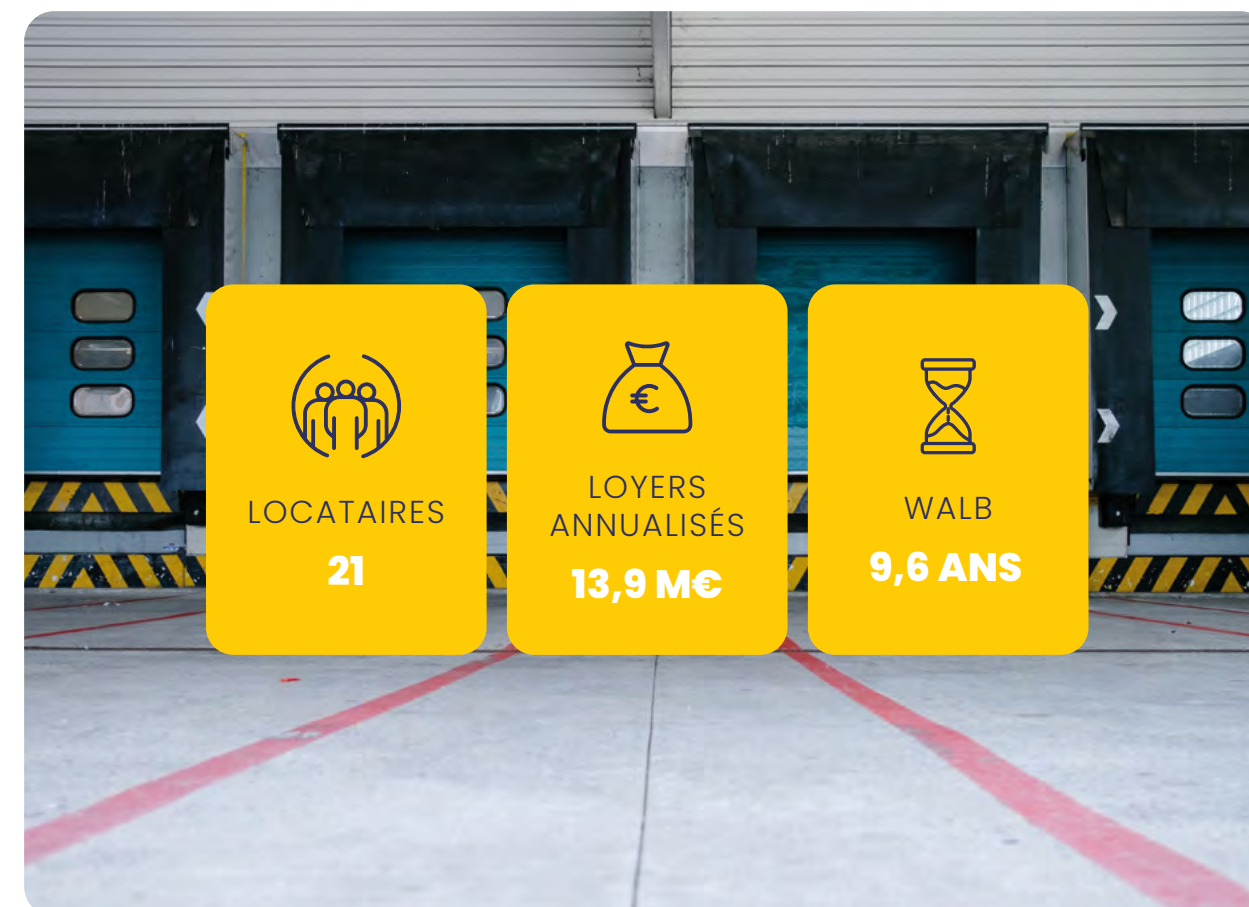 LOCATAIRES
21
LOYERS
ANNUALISÉS
13,9 M€
WALB
9,6 ANS